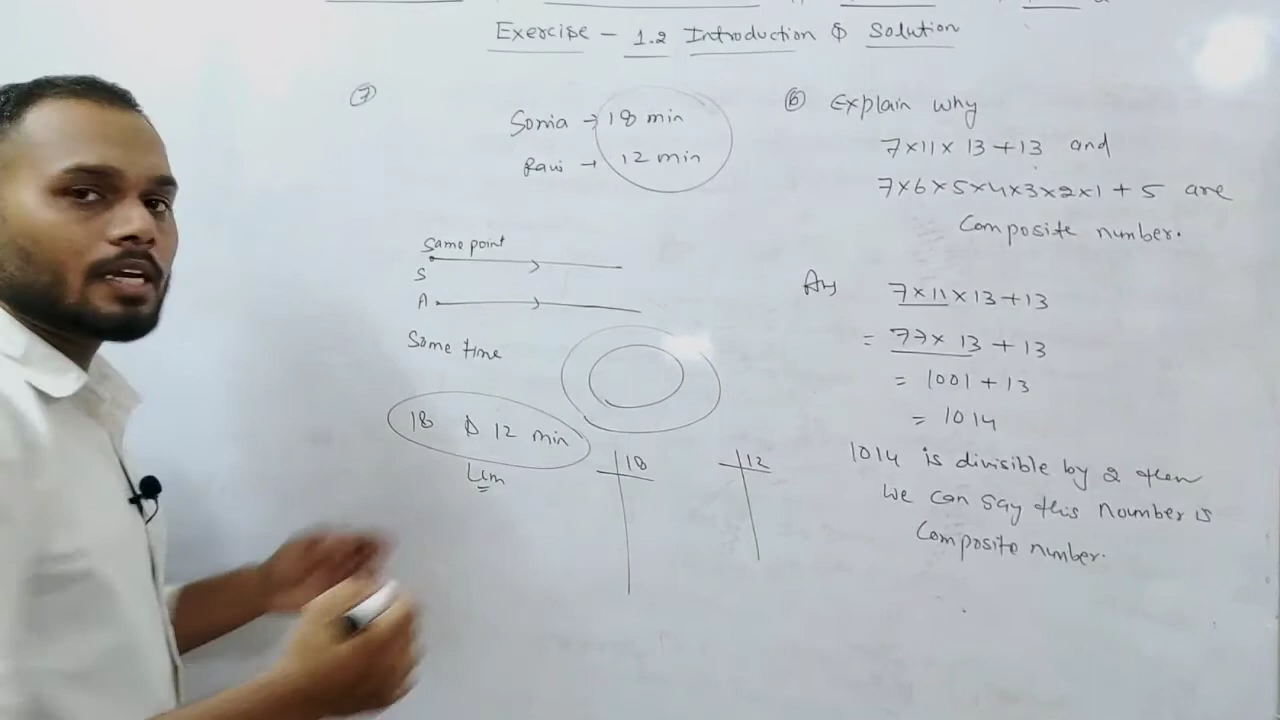 Exercise - 1.2 Introduction & Solution
7
Sonia → 18 min
Ravi → 12 min
Same point
S
A
Same time
18 & 12 min
Lcm
18
12
6 Explain why
7×11×13+13 and
7×6×5×4×3×2×1+5 are
Composite number.
Ans 7×11×13+13
= 77×13+13
= 1001+13
= 1014
1014 is divisible by 2 then
we can say this noumber is
Composite number.